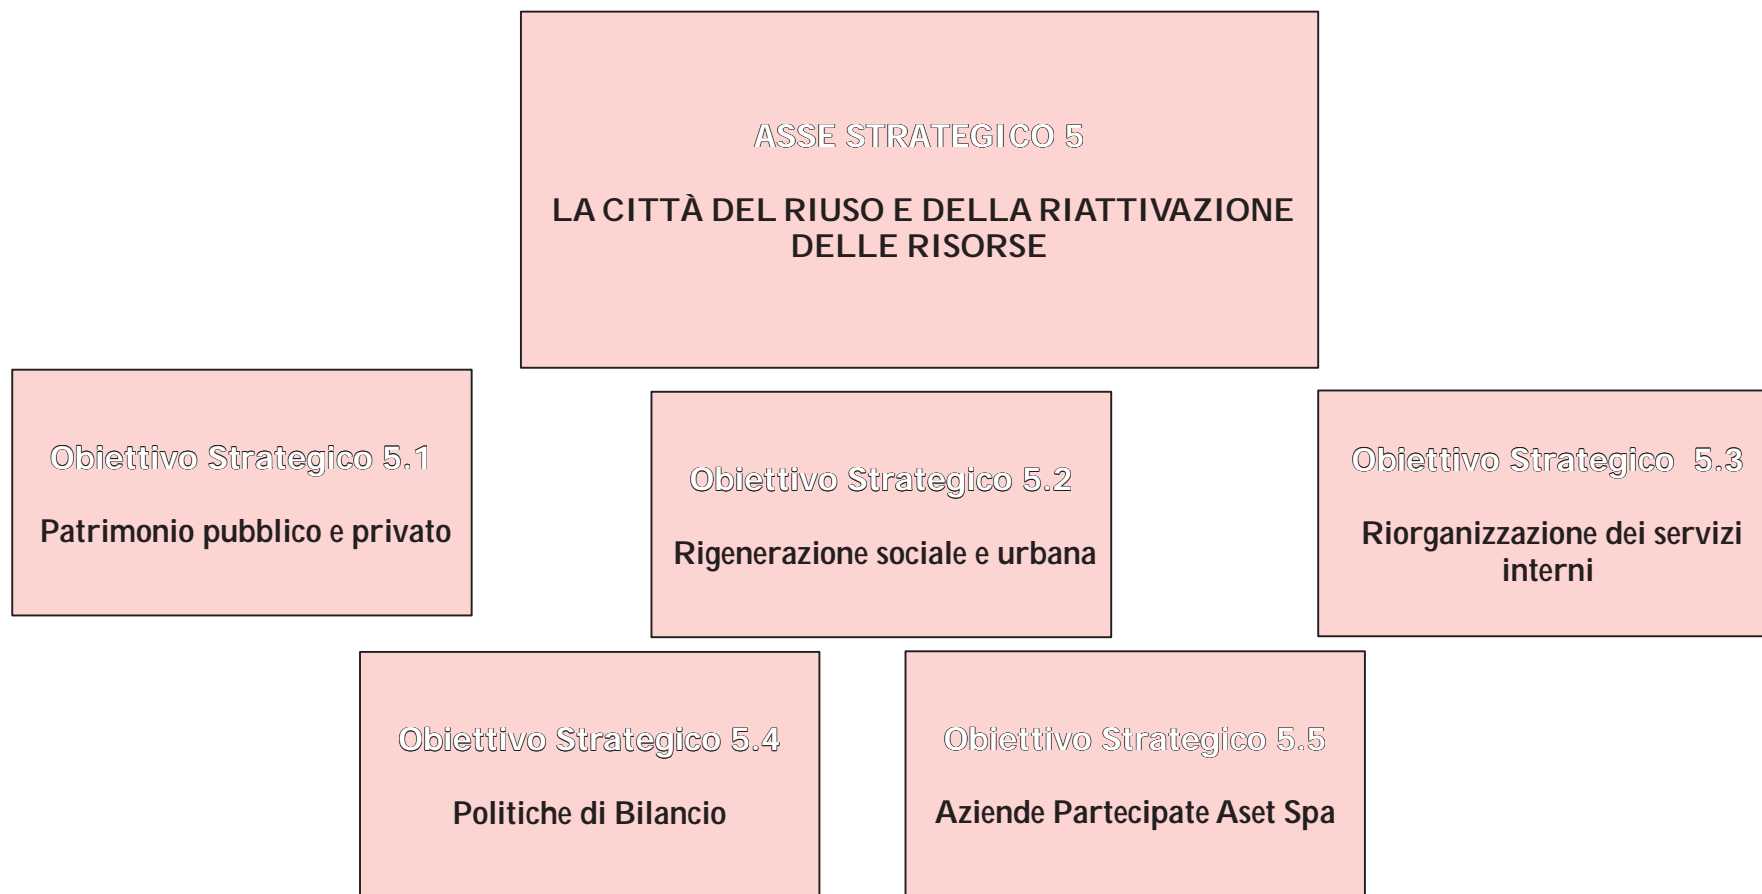 ASSE STRATEGICO 5
LA CITTÀ DEL RIUSO E DELLA RIATTIVAZIONE
DELLE RISORSE
Obiettivo Strategico 5.1
Patrimonio pubblico e privato
Obiettivo Strategico 5.2
Rigenerazione sociale e urbana
Obiettivo Strategico 5.3
Riorganizzazione dei servizi
interni
Obiettivo Strategico 5.4
Politiche di Bilancio
Obiettivo Strategico 5.5
Aziende Partecipate Aset Spa